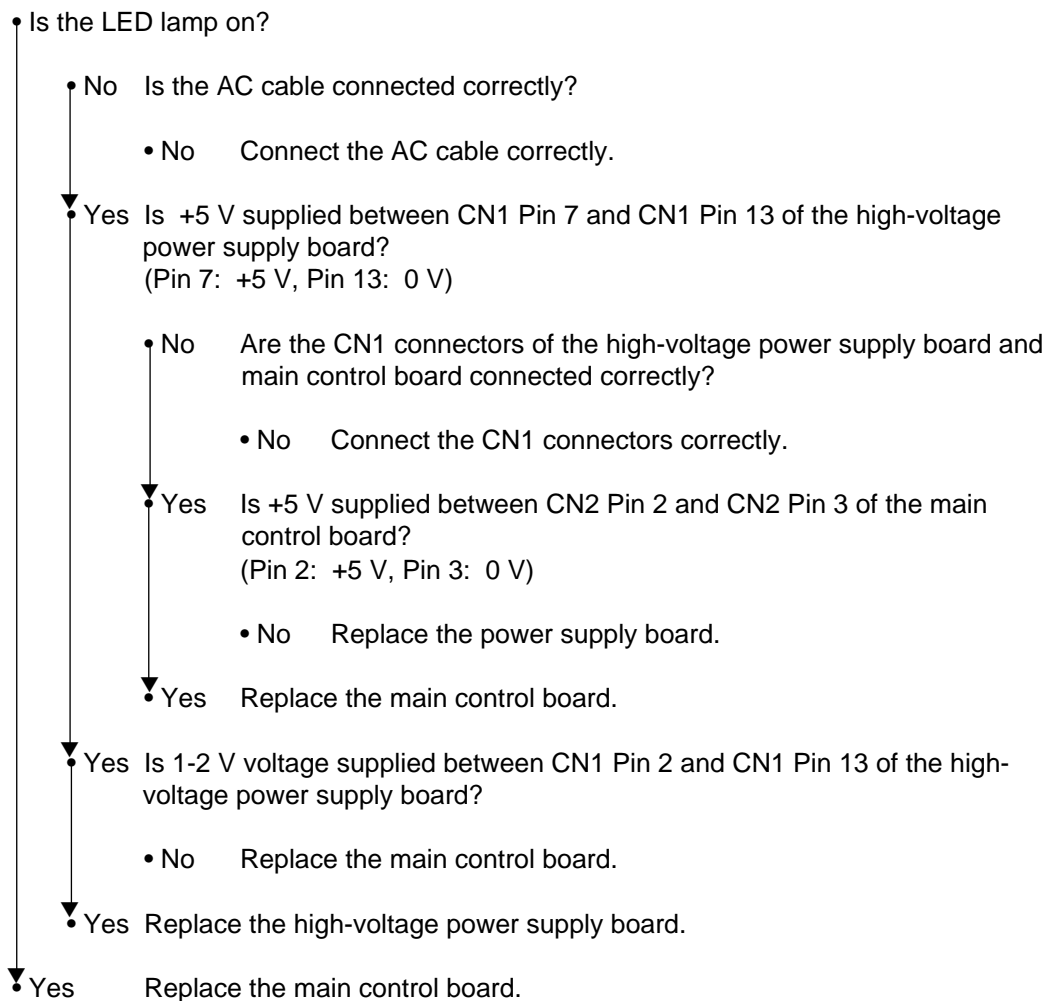 • Is the LED lamp on?
• No Is the AC cable connected correctly?
• No Connect the AC cable correctly.
• Yes Is +5 V supplied between CN1 Pin 7 and CN1 Pin 13 of the high-voltage
power supply board?
(Pin 7: +5 V, Pin 13: 0 V)
• No Are the CN1 connectors of the high-voltage power supply board and
main control board connected correctly?
• No Connect the CN1 connectors correctly.
• Yes Is +5 V supplied between CN2 Pin 2 and CN2 Pin 3 of the main
control board?
(Pin 2: +5 V, Pin 3: 0 V)
• No Replace the power supply board.
• Yes Replace the main control board.
• Yes Is 1-2 V voltage supplied between CN1 Pin 2 and CN1 Pin 13 of the high-
voltage power supply board?
• No Replace the main control board.
• Yes Replace the high-voltage power supply board.
• Yes Replace the main control board.